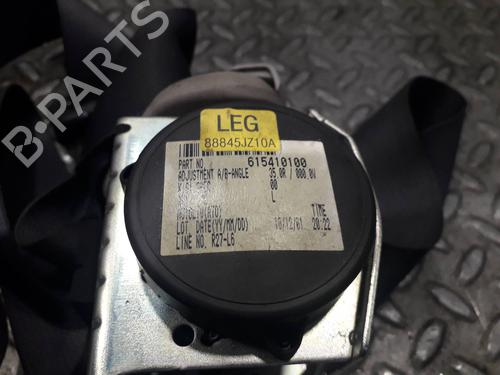 LEG
88845JZ10A
PART NO. 615410100
ADJUSTMENT A/B-ANGLE 35.0R / 000.0V
80
L
TIME
LOT. DATE(YY/MM/DD) 10/12/01 20:22
LINE NO. R27-L6
B